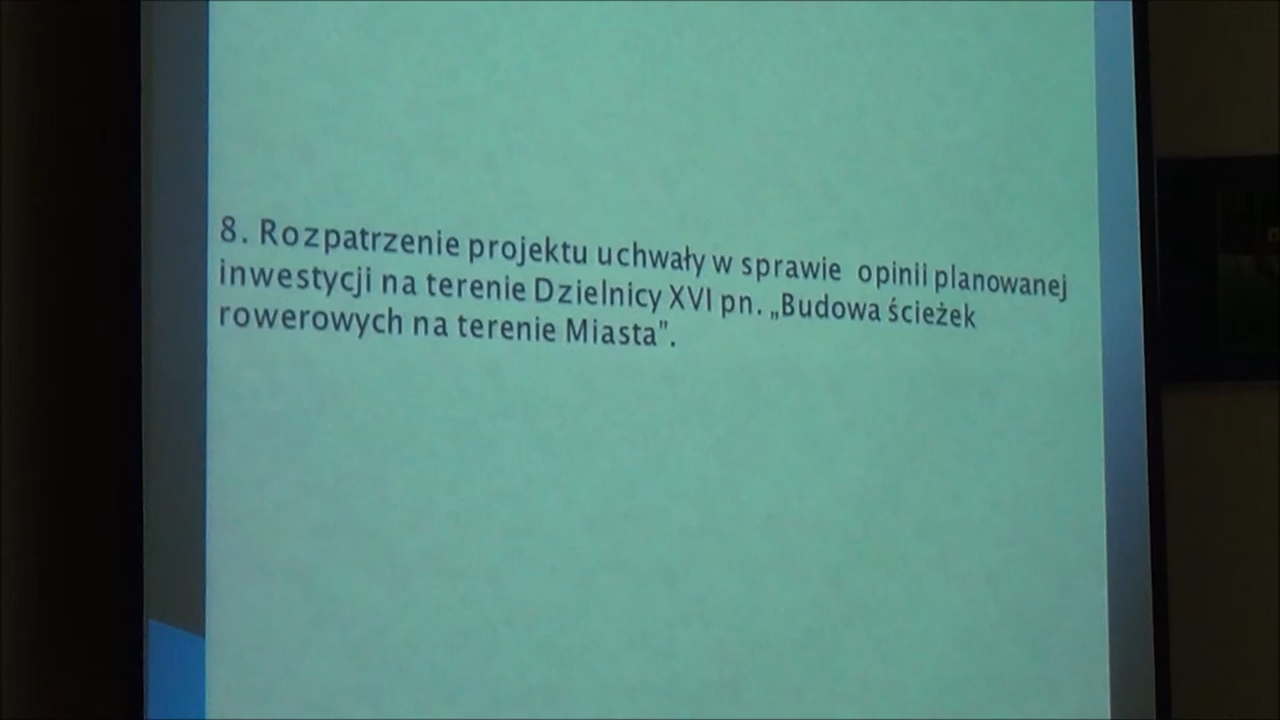 8. Rozpatrzenie projektu uchwały w sprawie opinii planowanej
inwestycji na terenie Dzielnicy XVI pn. „Budowa ścieżek
rowerowych na terenie Miasta”.